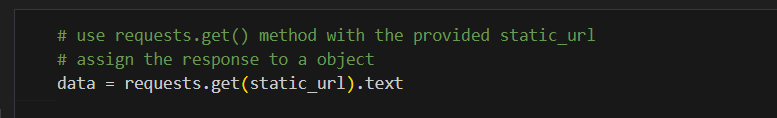 # use requests.get() method with the provided static_url
# assign the response to a object
data = requests.get(static_url).text